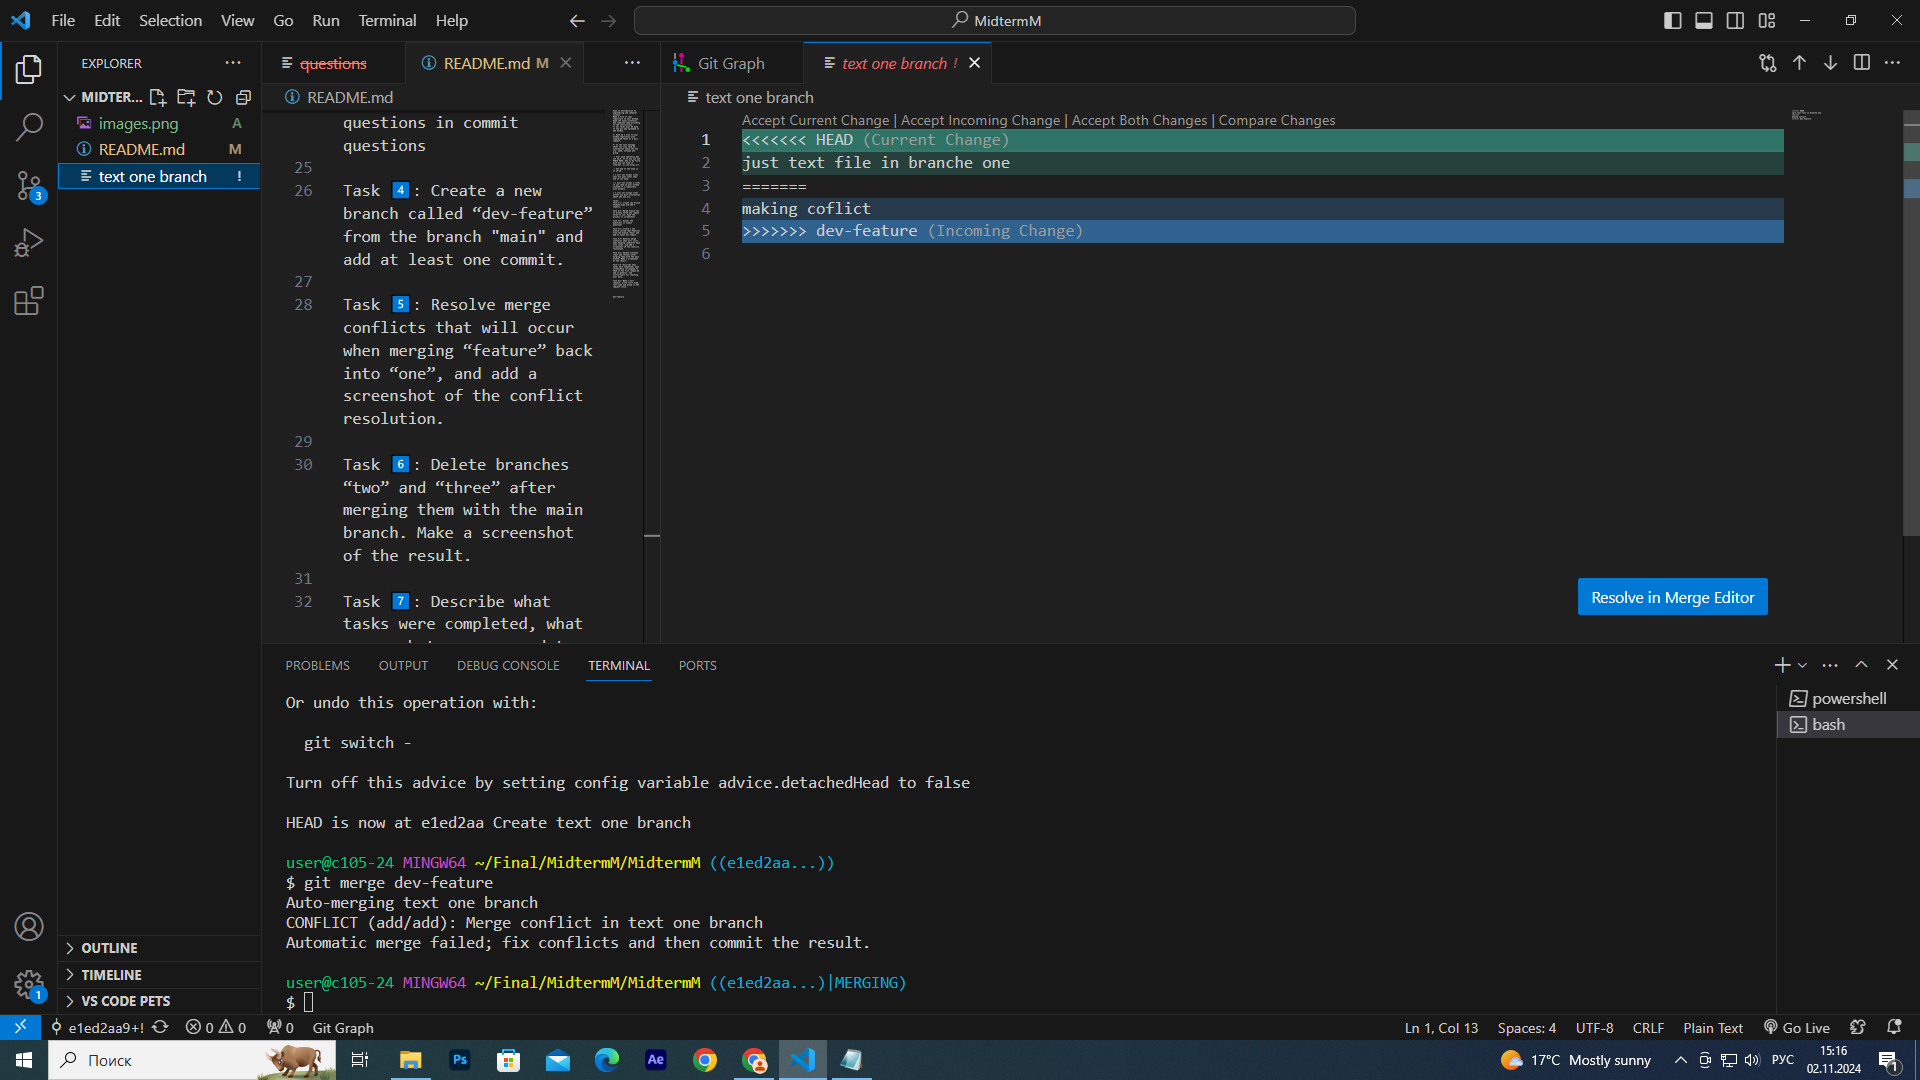 File Edit Selection View Go Run Terminal Help
MidtermM
EXPLORER
MIDTER...
images.png A
README.md M
text one branch !
OUTLINE
TIMELINE
VS CODE PETS
questions
README.md M
README.md
questions in commit
questions
25
26 Task 4: Create a new
branch called “dev-feature”
from the branch "main" and
add at least one commit.
27
28 Task 5: Resolve merge
conflicts that will occur
when merging “feature” back
into “one”, and add a
screenshot of the conflict
resolution.
29
30 Task 6: Delete branches
“two” and “three” after
merging them with the main
branch. Make a screenshot
of the result.
31
32 Task 7: Describe what
tasks were completed, what
Git Graph
text one branch !
text one branch
Accept Current Change | Accept Incoming Change | Accept Both Changes | Compare Changes
1 <<<<<<< HEAD (Current Change)
2 just text file in branche one
3 =======
4 making coflict
5 >>>>>>> dev-feature (Incoming Change)
6
Resolve in Merge Editor
PROBLEMS OUTPUT DEBUG CONSOLE TERMINAL PORTS
Or undo this operation with:
git switch -
Turn off this advice by setting config variable advice.detachedHead to false
HEAD is now at e1ed2aa Create text one branch
user@c105-24 MINGW64 ~/Final/MidtermM/MidtermM ((e1ed2aa...))
$ git merge dev-feature
Auto-merging text one branch
CONFLICT (add/add): Merge conflict in text one branch
Automatic merge failed; fix conflicts and then commit the result.
user@c105-24 MINGW64 ~/Final/MidtermM/MidtermM ((e1ed2aa...)|MERGING)
$
powershell
bash
3
1
e1ed2aa9+! 0 0 0 Git Graph
Ln 1, Col 13 Spaces: 4 UTF-8 CRLF Plain Text Go Live
Поиск
Ps
Ae
17°C Mostly sunny
РУС
15:16
02.11.2024
1